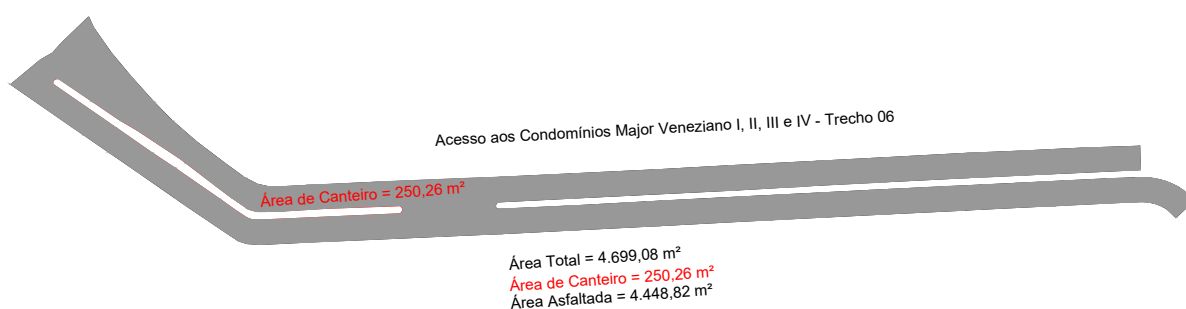 Acesso aos Condomínios Major Veneziano I, II, III e IV - Trecho 06
Área de Canteiro = 250,26 m²
Área Total = 4.699,08 m²
Área de Canteiro = 250,26 m²
Área Asfaltada = 4.448,82 m²